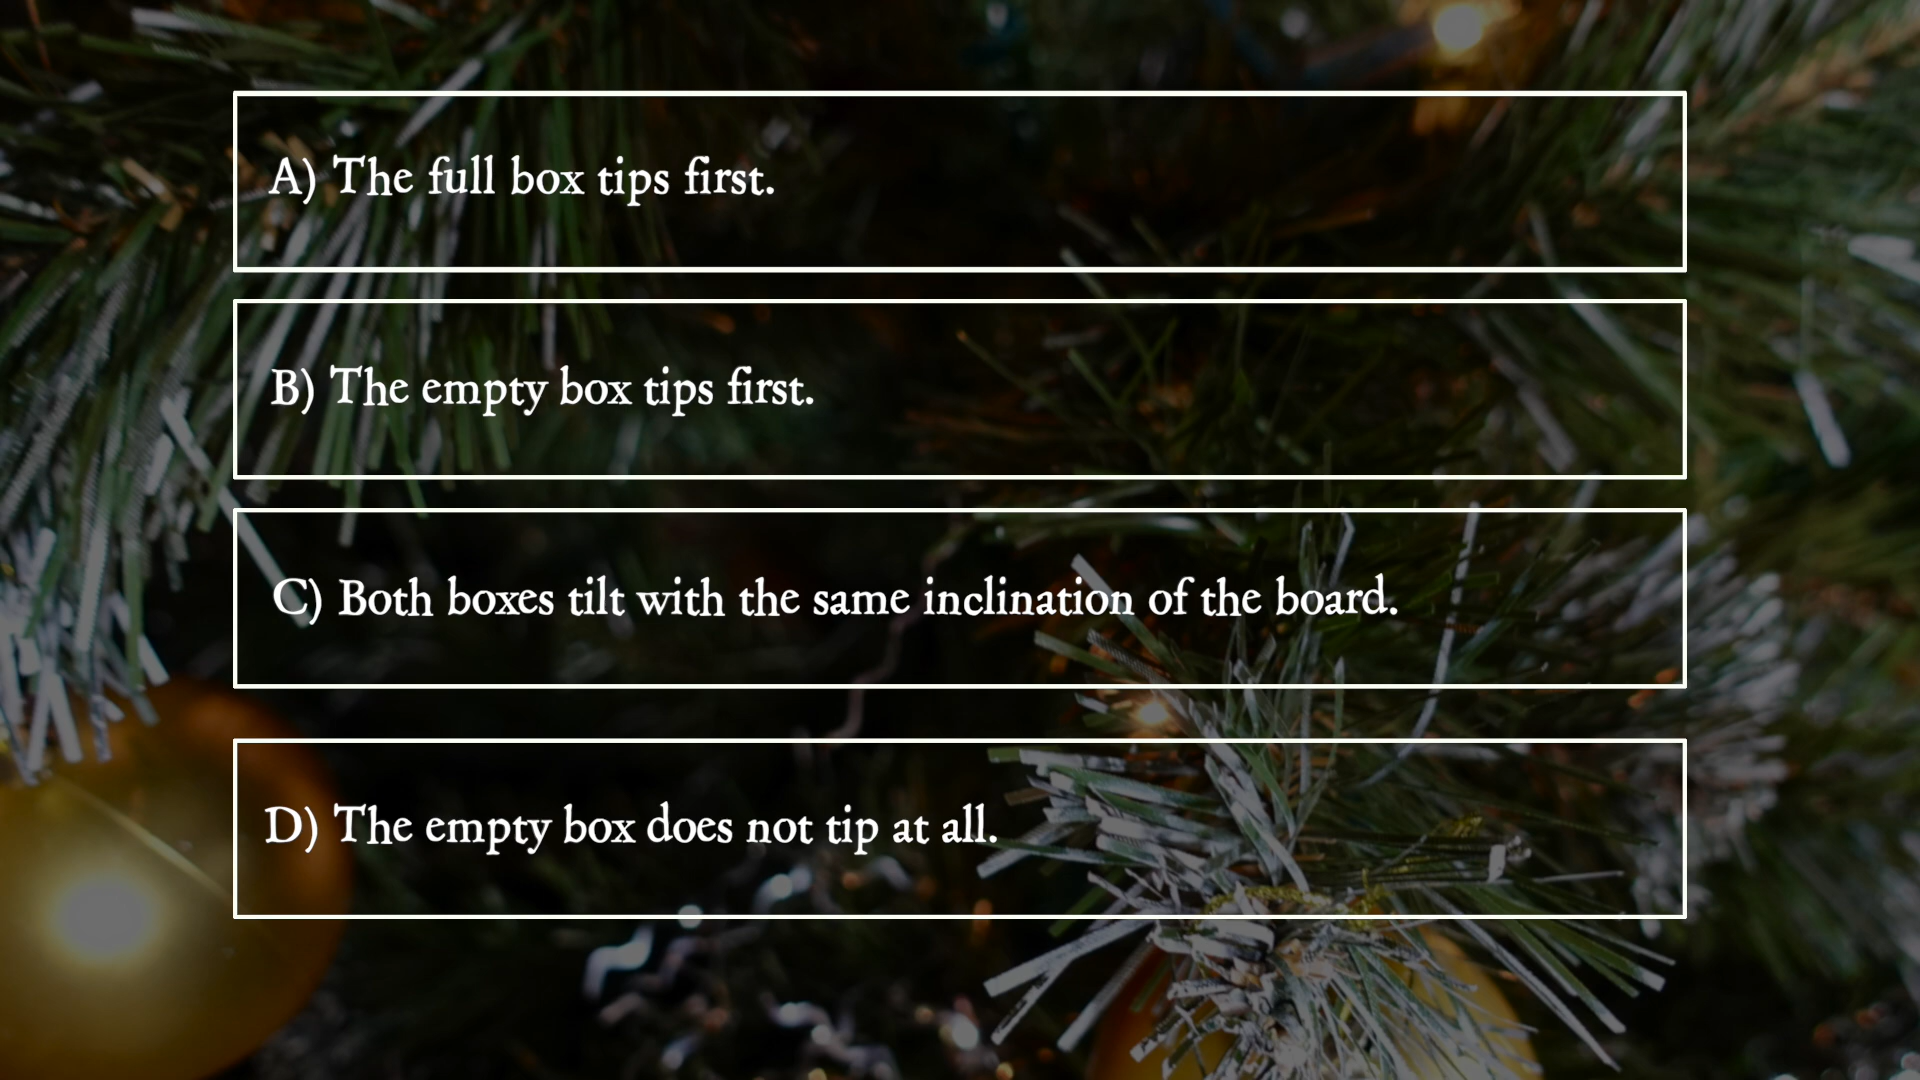 A) The full box tips first.
B) The empty box tips first.
C) Both boxes tilt with the same inclination of the board.
D) The empty box does not tip at all.